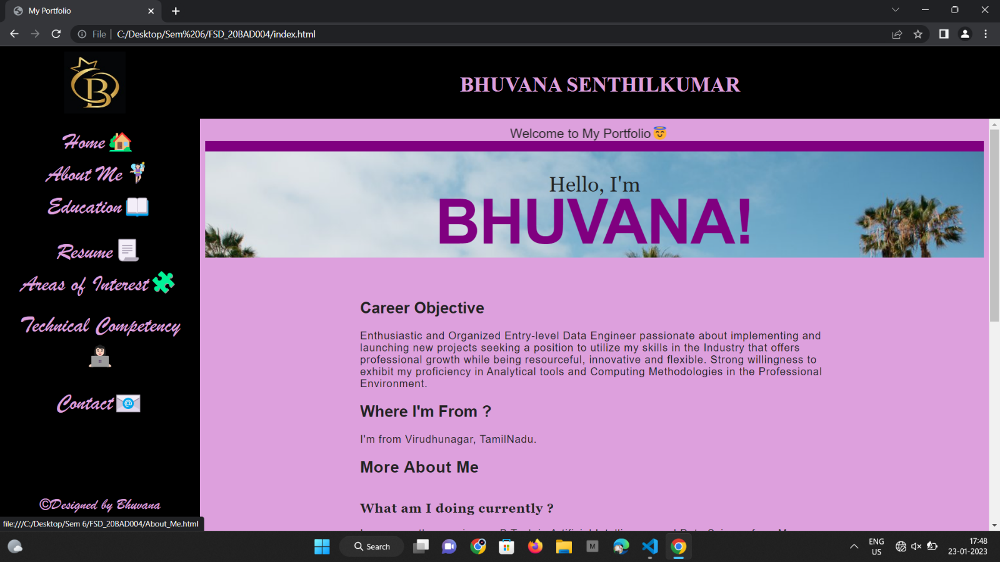 My Portfolio
File | C:/Desktop/Sem%206/FSD_20BAD004/index.html
B
BHUVANA SENTHILKUMAR
Home
About Me
Education
Resume
Areas of Interest
Technical Competency
Contact
©Designed by Bhuvana
Welcome to My Portfolio
Hello, I'm
BHUVANA!
Career Objective
Enthusiastic and Organized Entry-level Data Engineer passionate about implementing and
launching new projects seeking a position to utilize my skills in the Industry that offers
professional growth while being resourceful, innovative and flexible. Strong willingness to
exhibit my proficiency in Analytical tools and Computing Methodologies in the Professional
Environment.
Where I'm From ?
I'm from Virudhunagar, TamilNadu.
More About Me
What am I doing currently ?
file:///C:/Desktop/Sem 6/FSD_20BAD004/About_Me.html
Search
M
ENG
US
17:48
23-01-2023